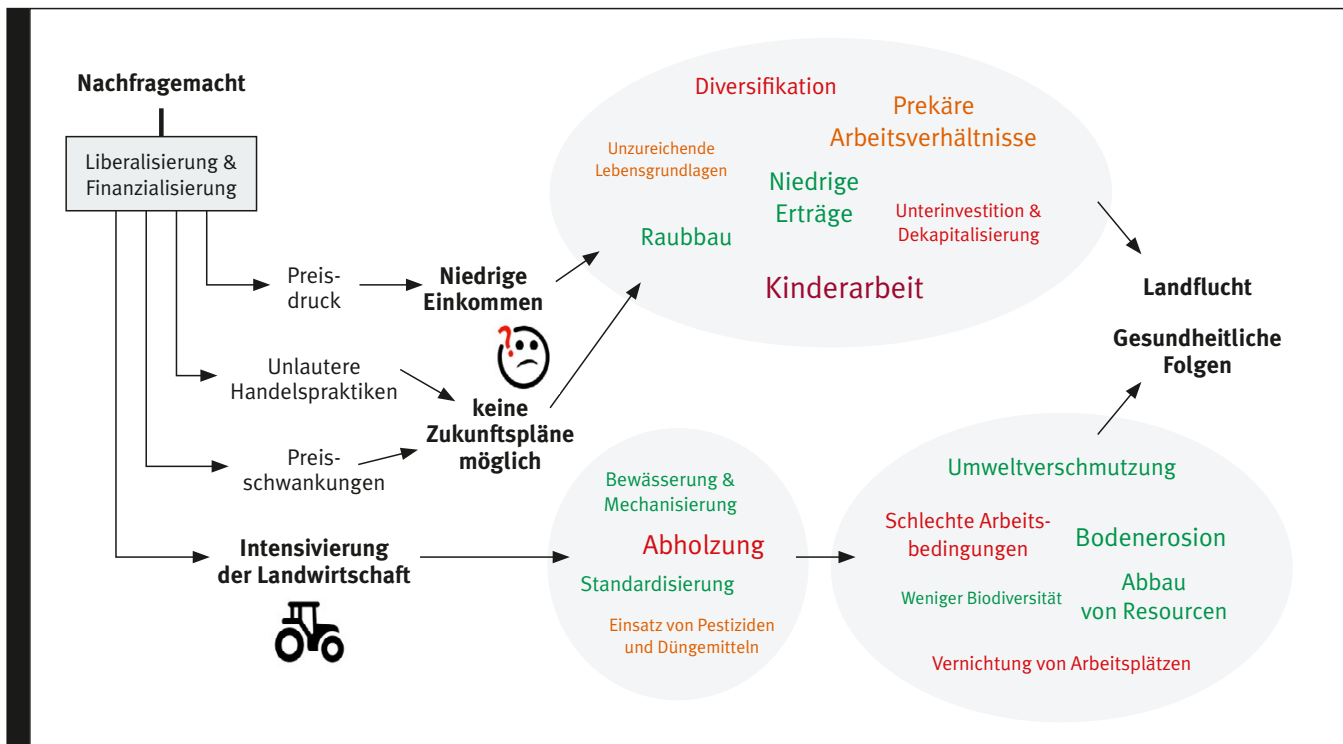 Nachfragemacht
Liberalisierung &
Finanzialisierung
Preis-
druck
Niedrige
Einkommen
?
Unlautere
Handelspraktiken
keine
Zukunftspläne
möglich
Preis-
schwankungen
Intensivierung
der Landwirtschaft
Diversifikation
Prekäre
Arbeitsverhältnisse
Unzureichende
Lebensgrundlagen
Niedrige
Erträge
Unterinvestition &
Dekapitalisierung
Raubbau
Kinderarbeit
Landflucht
Gesundheitliche
Folgen
Bewässerung &
Mechanisierung
Abholzung
Standardisierung
Einsatz von Pestiziden
und Düngemitteln
Umweltverschmutzung
Schlechte Arbeits-
bedingungen
Bodenerosion
Weniger Biodiversität
Abbau
von Resourcen
Vernichtung von Arbeitsplätzen